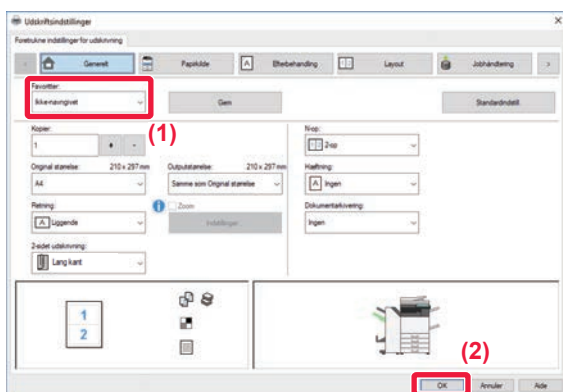 Udskriftsindstillinger
Foretrukne indstillinger for udskrivning
Generelt Papirkilde Efterbehandling Layout Jobhåndtering
Favoritter:
Ikke-navngivet Gem Standardindstil.
(1)
Kopier: N-op:
1 + - 2-op
Original størrelse: 210 x 297 mm Outputstørrelse: 210 x 297 mm Hæftning:
A4 Samme som Original størrelse Ingen
Retning: Zoom Dokumentarkivering:
A Liggende Indstillinger Ingen
2-sidet udskrivning:
Lang kant
1
2
(2)
OK Annuler